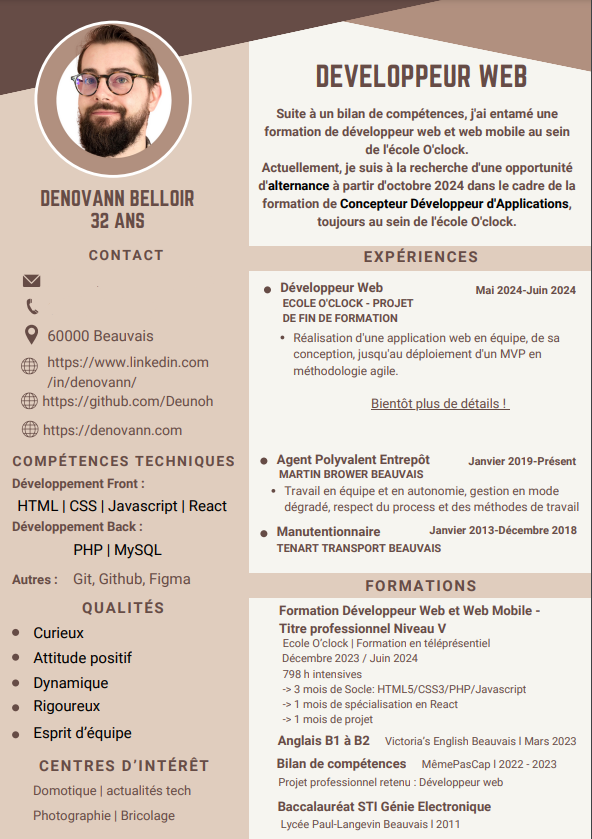 DENOVANN BELLOIR
32 ANS
CONTACT
60000 Beauvais
https://www.linkedin.com
/in/denovann/
https://github.com/Deunoh
https://denovann.com
COMPÉTENCES TECHNIQUES
Développement Front :
HTML | CSS | Javascript | React
Développement Back :
PHP | MySQL
Autres : Git, Github, Figma
QUALITÉS
Curieux
Attitude positif
Dynamique
Rigoureux
Esprit d'équipe
CENTRES D'INTÉRÊT
Domotique | actualités tech
Photographie | Bricolage
DEVELOPPEUR WEB
Suite à un bilan de compétences, j'ai entamé une
formation de développeur web et web mobile au sein
de l'école O'clock.
Actuellement, je suis à la recherche d'une opportunité
d'alternance à partir d'octobre 2024 dans le cadre de la
formation de Concepteur Développeur d'Applications,
toujours au sein de l'école O'clock.
EXPÉRIENCES
Développeur Web Mai 2024-Juin 2024
ECOLE O'CLOCK - PROJET
DE FIN DE FORMATION
Réalisation d'une application web en équipe, de sa
conception, jusqu'au déploiement d'un MVP en
méthodologie agile.
Bientôt plus de détails !
Agent Polyvalent Entrepôt Janvier 2019-Présent
MARTIN BROWER BEAUVAIS
Travail en équipe et en autonomie, gestion en mode
dégradé, respect du process et des méthodes de travail
Manutentionnaire Janvier 2013-Décembre 2018
TENART TRANSPORT BEAUVAIS
FORMATIONS
Formation Développeur Web et Web Mobile -
Titre professionnel Niveau V
Ecole O'clock | Formation en téléprésentiel
Décembre 2023 / Juin 2024
798 h intensives
-> 3 mois de Socle: HTML5/CSS3/PHP/Javascript
-> 1 mois de spécialisation en React
-> 1 mois de projet
Anglais B1 à B2 Victoria's English Beauvais l Mars 2023
Bilan de compétences MêmePasCap l 2022 - 2023
Projet professionnel retenu : Développeur web
Baccalauréat STI Génie Electronique
Lycée Paul-Langevin Beauvais l 2011